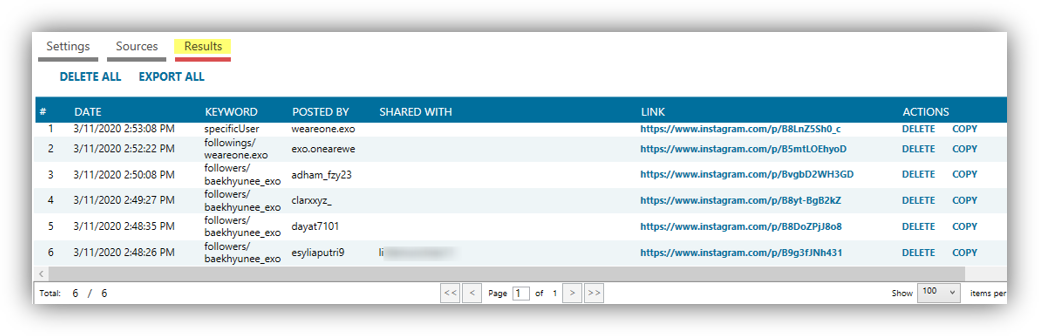 Settings Sources Results
DELETE ALL EXPORT ALL
# DATE KEYWORD POSTED BY SHARED WITH LINK ACTIONS
1 3/11/2020 2:53:08 PM specificUser weareone.exo https://www.instagram.com/p/B8LnZ5Sh0_c DELETE COPY
2 3/11/2020 2:52:22 PM followings/ exo.onearewe https://www.instagram.com/p/B5mtLOEhyoD DELETE COPY
weareone.exo
3 3/11/2020 2:50:08 PM followers/ adham_fzy23 https://www.instagram.com/p/BvgbD2WH3GD DELETE COPY
baekhyunee_exo
4 3/11/2020 2:49:27 PM followers/ clarxxyz_ https://www.instagram.com/p/B8yt-BgB2kZ DELETE COPY
baekhyunee_exo
5 3/11/2020 2:48:35 PM followers/ dayat7101 https://www.instagram.com/p/B8DoZPjJ8o8 DELETE COPY
baekhyunee_exo
6 3/11/2020 2:48:26 PM followers/ esyliaputri9 https://www.instagram.com/p/B9g3fJNh431 DELETE COPY
baekhyunee_exo
Total: 6 / 6 << < Page 1 of 1 > >> Show 100 items per